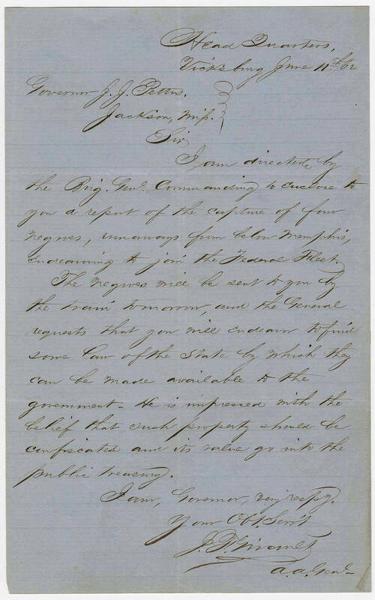 Head Quarters,
Vicksburg June 11th 62
Governor J. J. Pettus,
Jackson, Mip.
Sir
I am directed by
the Brig. Genl. Commanding to enclose to
you a report of the capture of four
negroes, runaways from below Memphis,
endeavoring to join the Federal Fleet.
The negroes will be sent to you by
the train tomorrow, and the General
requests that you will endeavor to find
some law of the State by which they
can be made available to the
government. He is impressed with the
belief that such property should be
confiscated and its value go into the
public treasury.
I am, Governor, very respy.
Your Obt. Servt
J. F.
A. A. Genl